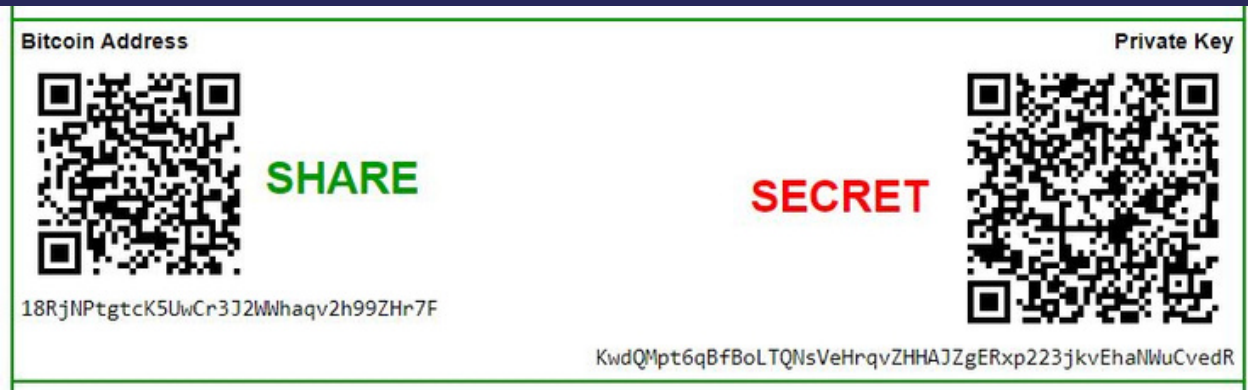 Bitcoin Address
Private Key
SHARE
SECRET
18RjNPtgtcK5UwCr3J2WWhaqv2h99ZHr7F
KwdQMpt6qBfBoLTQNsVeHrqvZHHAJZgERxp223jkvEhaNWuCvedR